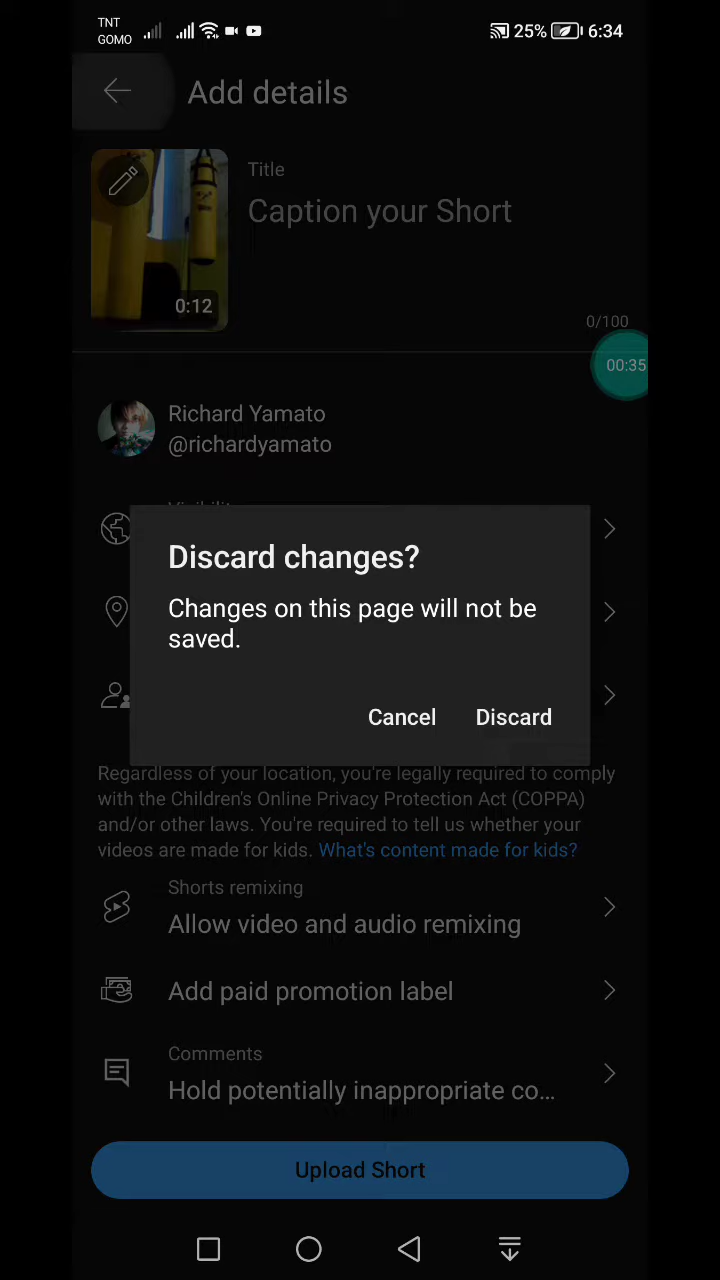 TNT
GOMO
25% 6:34
Add details
Title
Caption your Short
0:12
0/100
00:35
Richard Yamato
@richardyamato
Visibility
Discard changes?
Changes on this page will not be
saved.
Cancel Discard
Regardless of your location, you're legally required to comply
with the Children's Online Privacy Protection Act (COPPA)
and/or other laws. You're required to tell us whether your
videos are made for kids. What's content made for kids?
Shorts remixing
Allow video and audio remixing
Add paid promotion label
Comments
Hold potentially inappropriate co...
Upload Short